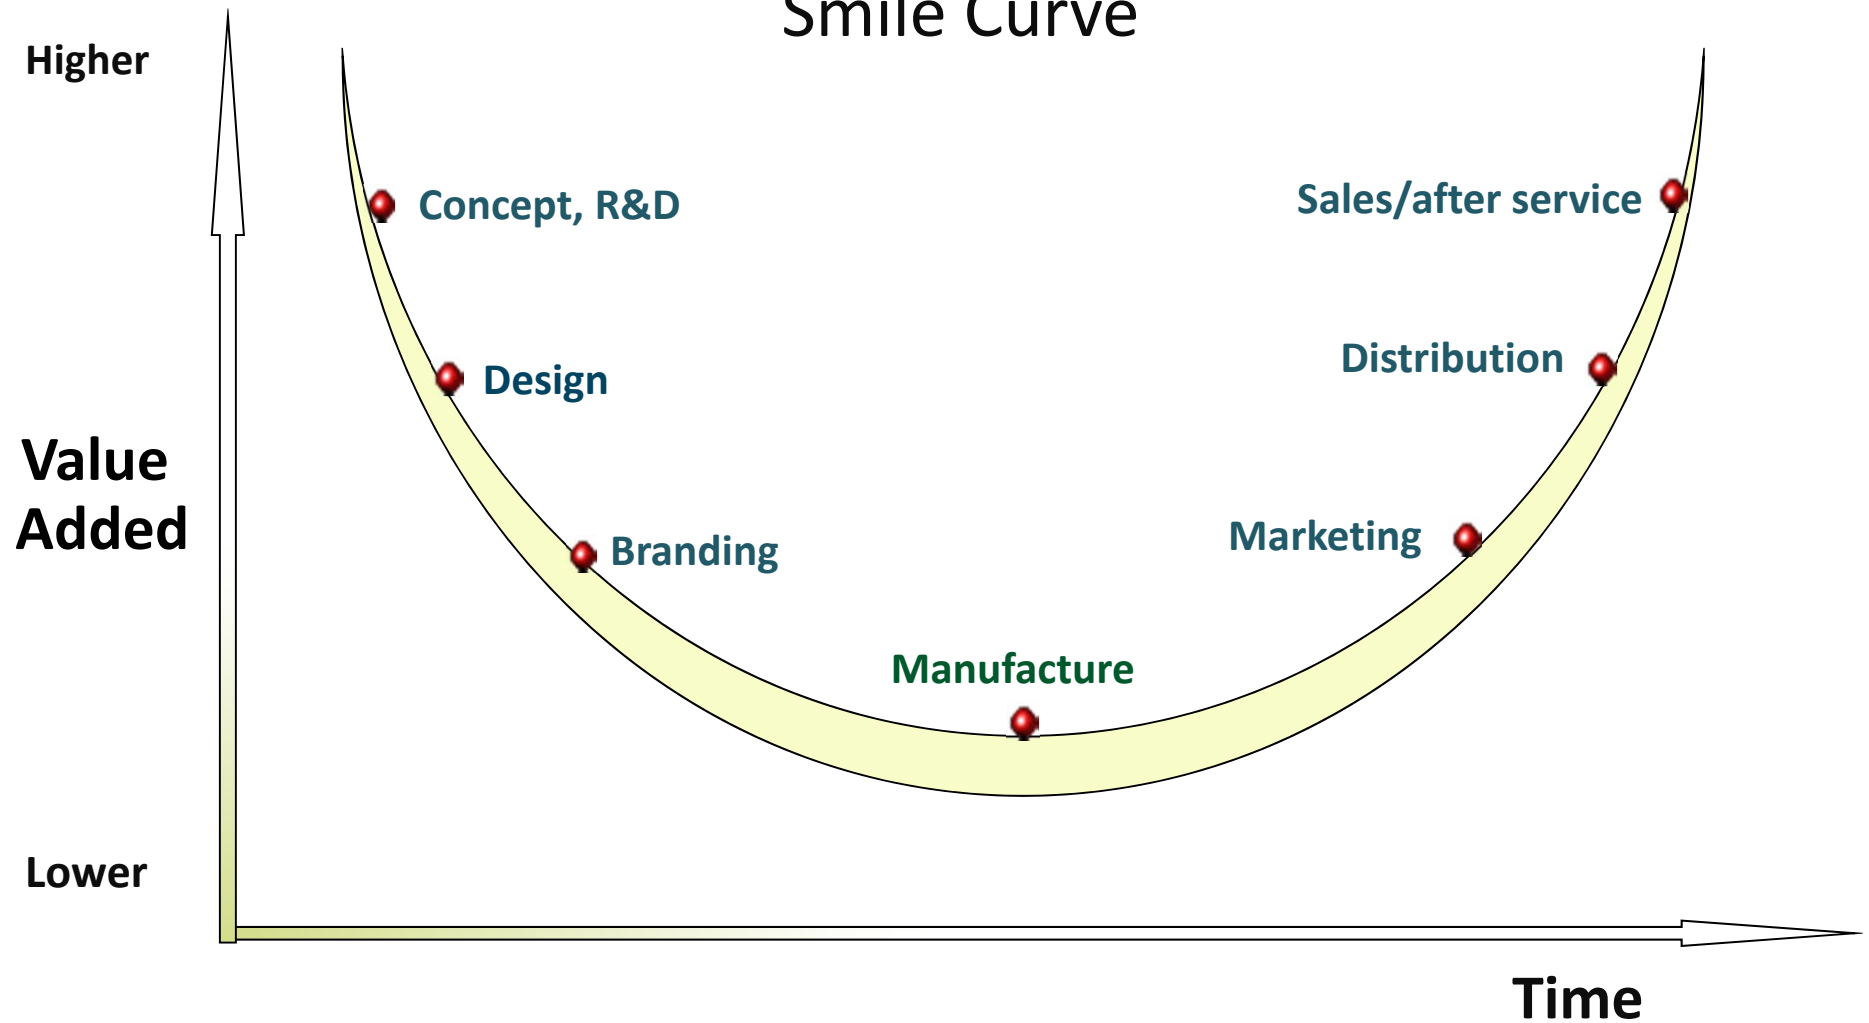 Smile Curve
Higher
Concept, R&D
Sales/after service
Distribution
Design
Value
Added
Branding
Marketing
Manufacture
Lower
Time